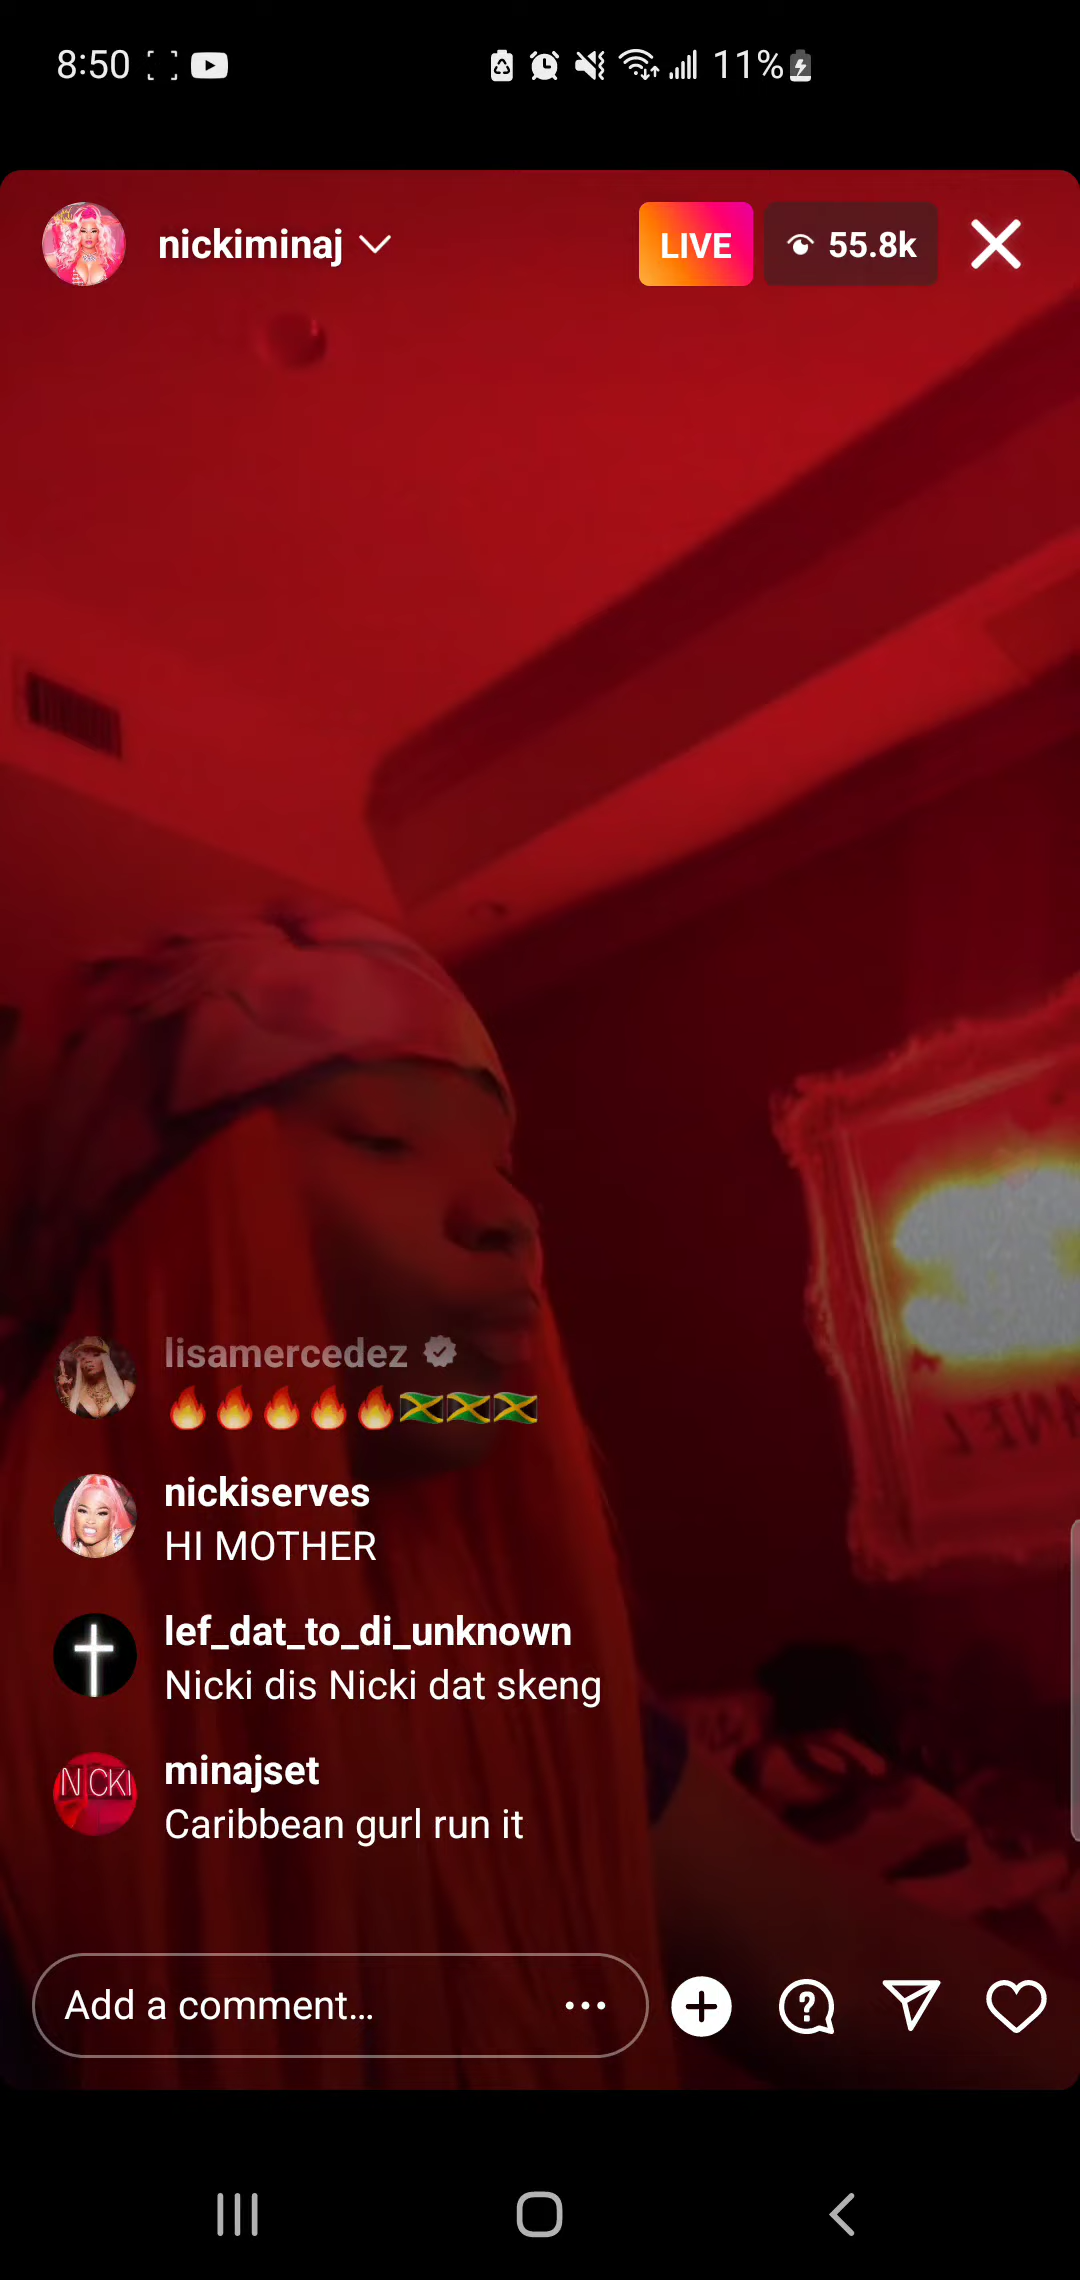 8:50 11%
nickiminaj LIVE 55.8k
lisamercedez
🔥🔥🔥🔥🔥🇯🇲🇯🇲🇯🇲
nickiserves
HI MOTHER
lef_dat_to_di_unknown
Nicki dis Nicki dat skeng
minajset
NICKI
Caribbean gurl run it
Add a comment...